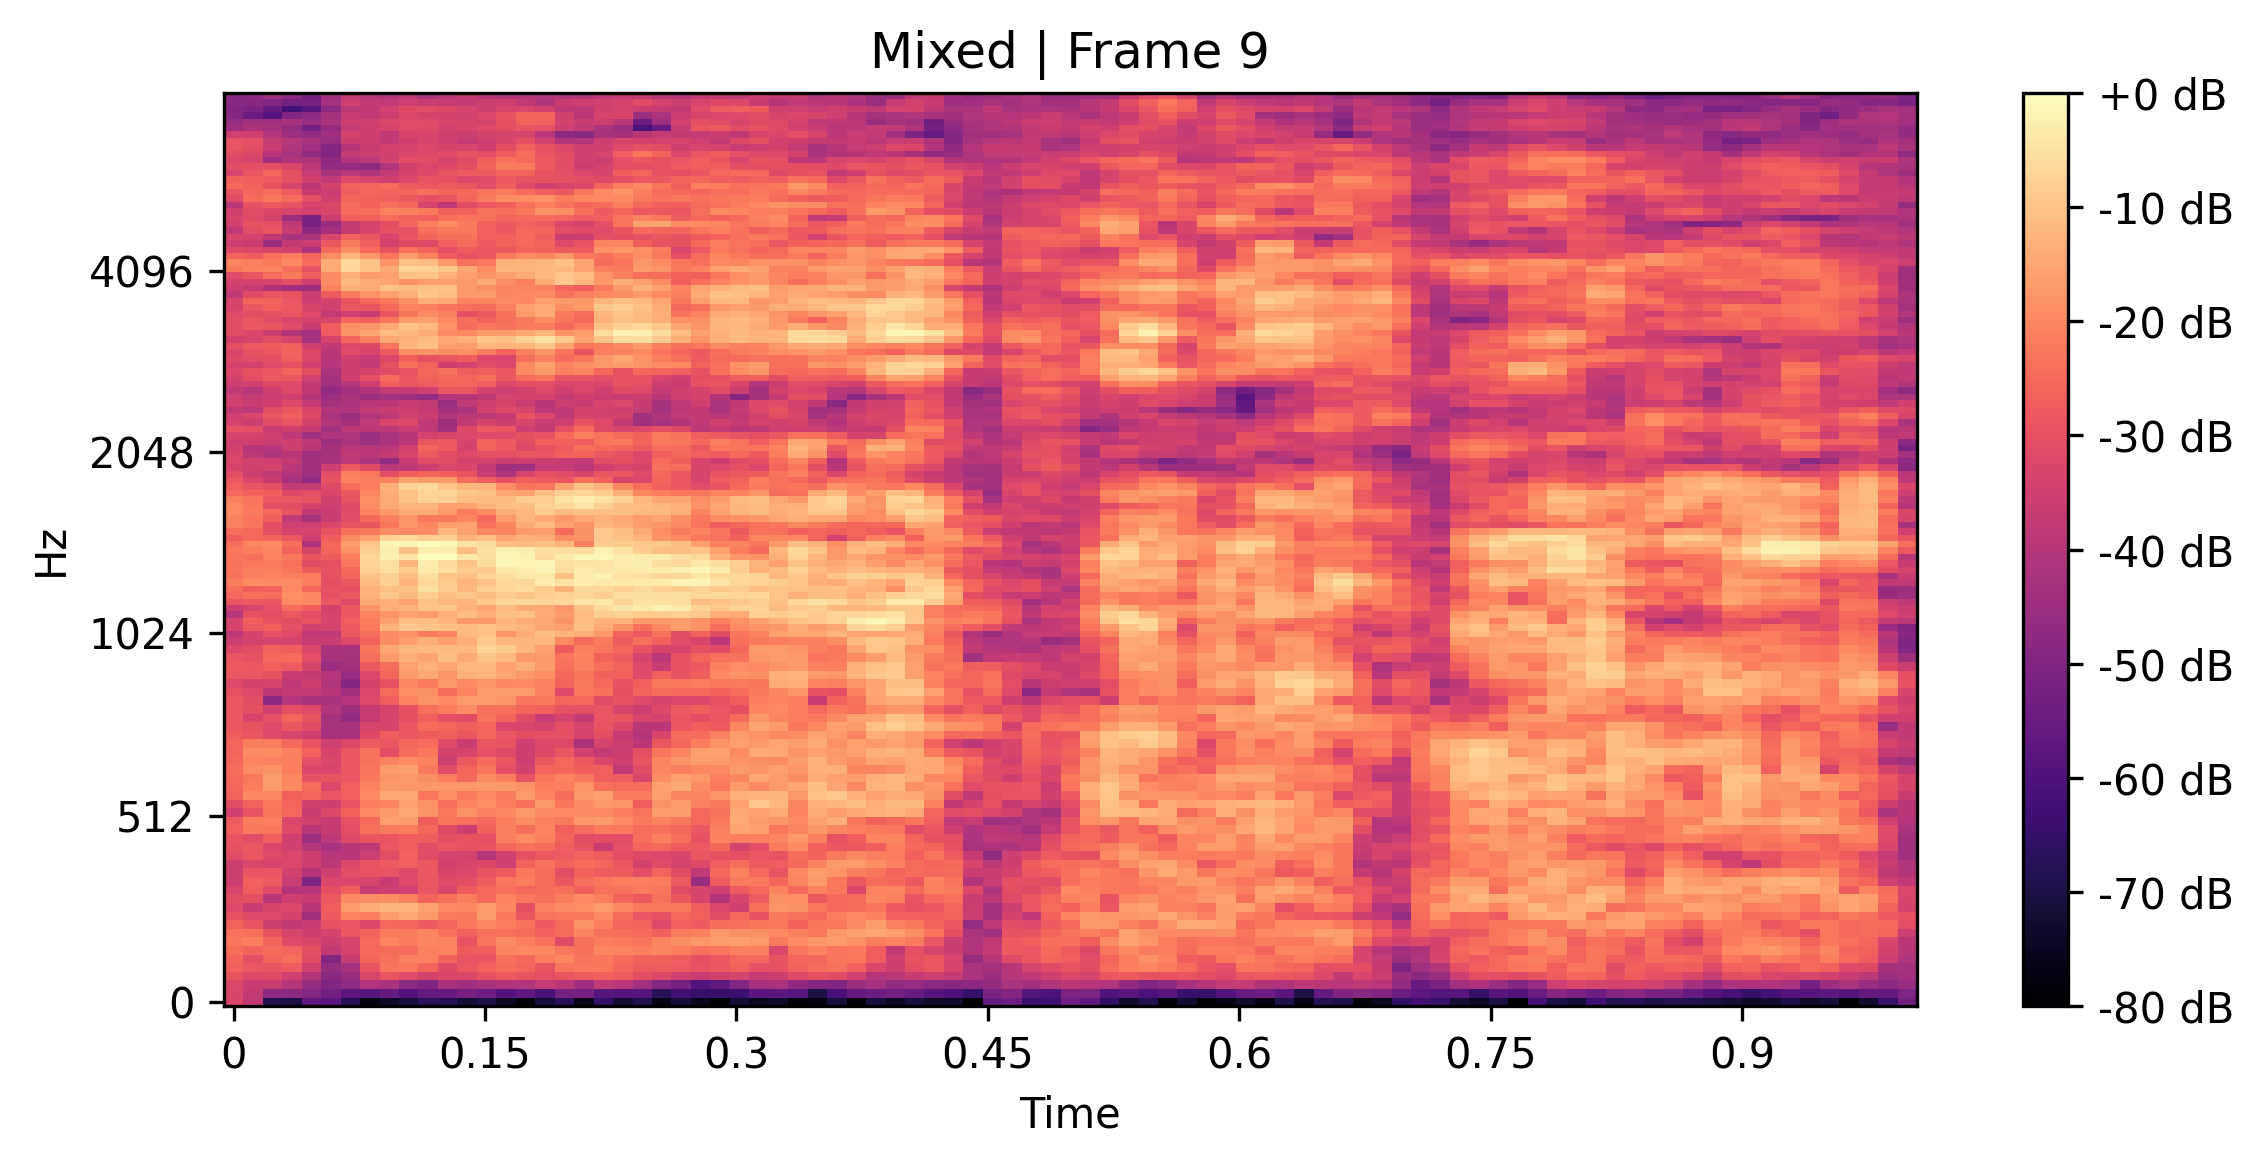 Mixed | Frame 9
+0 dB
-10 dB
-20 dB
-30 dB
-40 dB
-50 dB
-60 dB
-70 dB
-80 dB
Hz
4096
2048
1024
512
0
0 0.15 0.3 0.45 0.6 0.75 0.9
Time